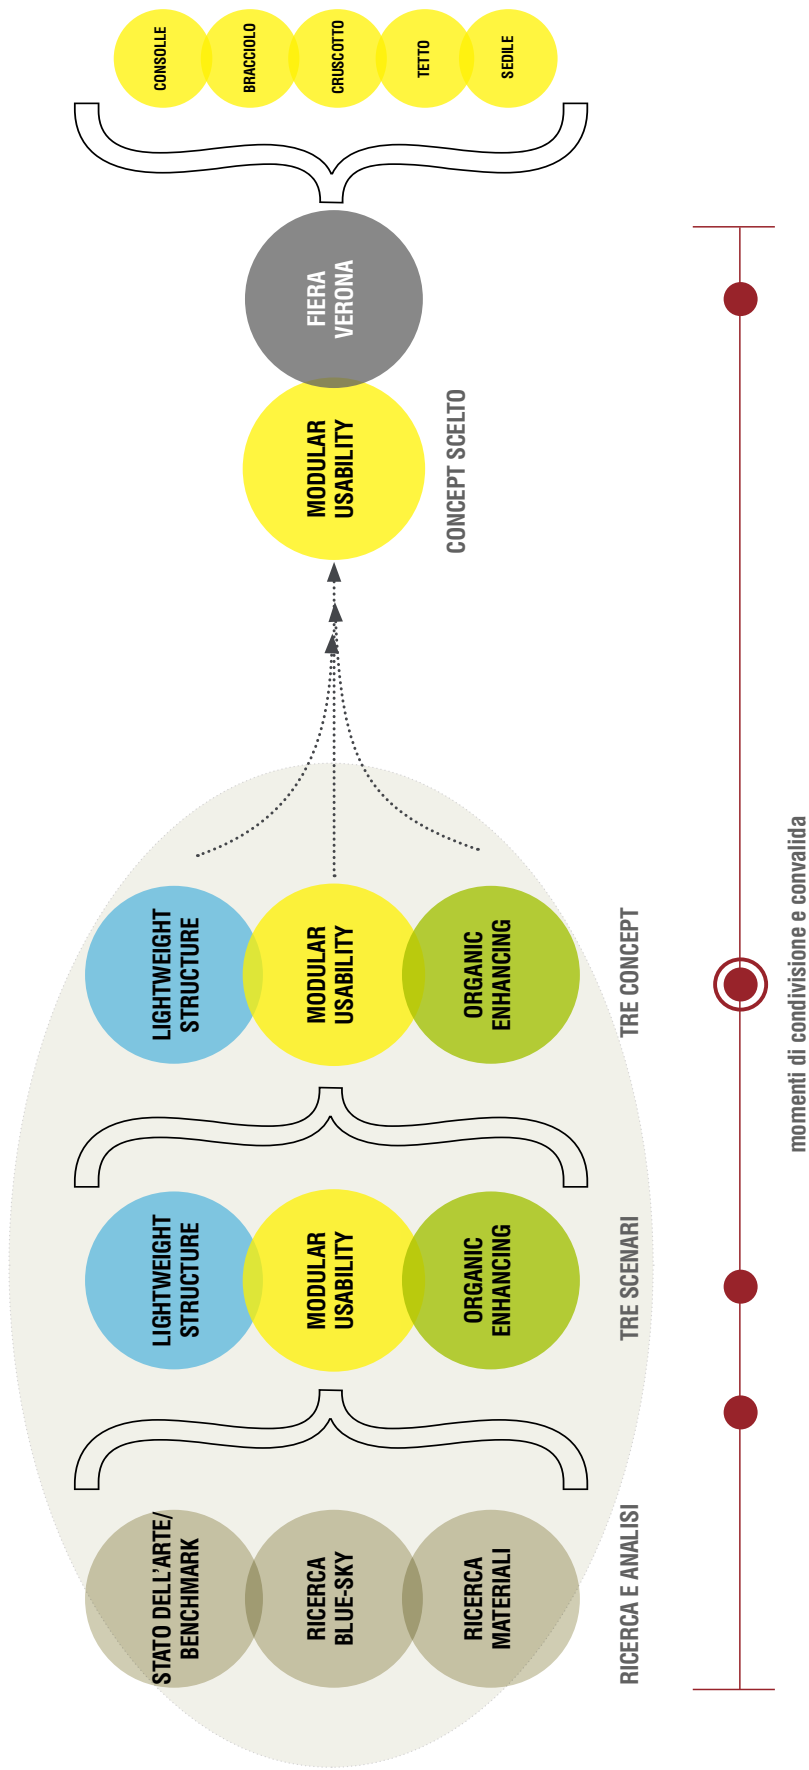 STATO DELL'ARTE/
BENCHMARK
RICERCA
BLUE-SKY
RICERCA
MATERIALI
RICERCA E ANALISI
LIGHTWEIGHT
STRUCTURE
MODULAR
USABILITY
ORGANIC
ENHANCING
TRE SCENARI
LIGHTWEIGHT
STRUCTURE
MODULAR
USABILITY
ORGANIC
ENHANCING
TRE CONCEPT
MODULAR
USABILITY
CONCEPT SCELTO
FIERA
VERONA
CONSOLLE
BRACCIOLO
CRUSCOTTO
TETTO
SEDILE
momenti di condivisione e convalida